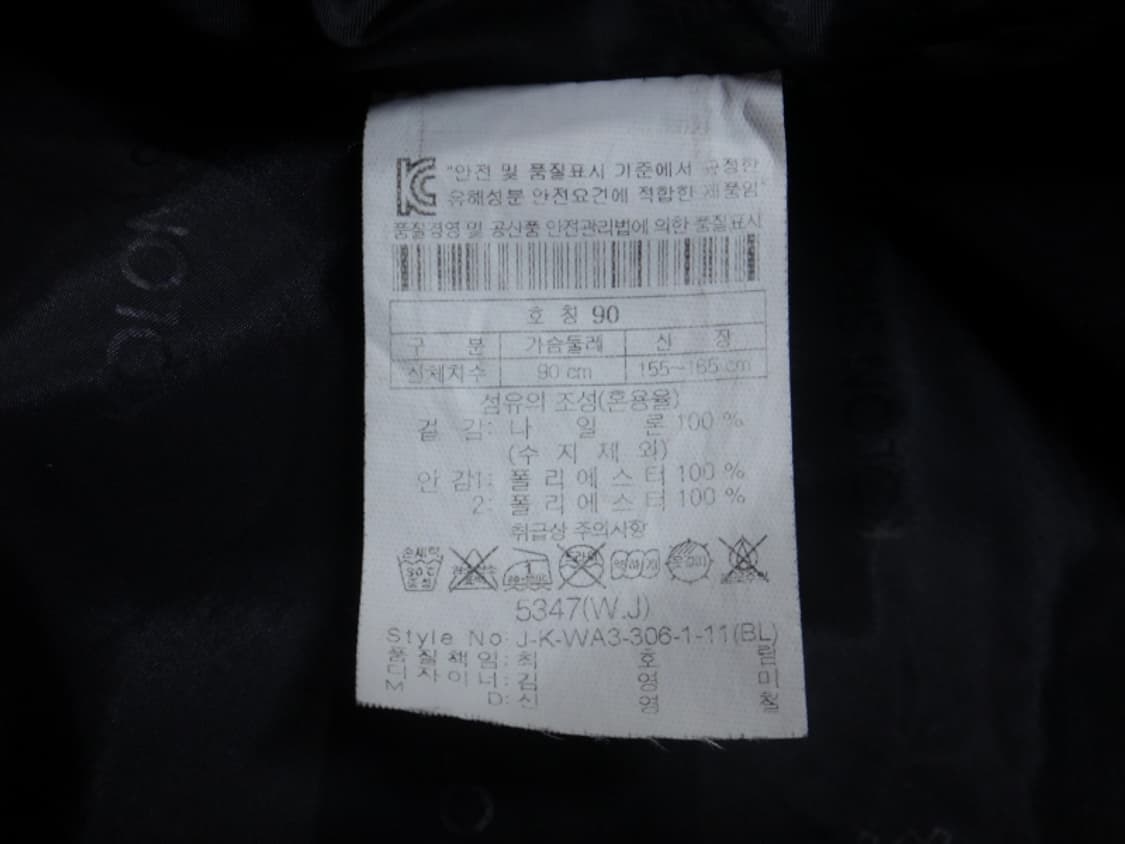 "안전 및 품질표시 기준에서 규정한
유해성분 안전요건에 적합한 제품임"
품질경영 및 공산품 안전관리법에 의한 품질표시
호 칭 90
구 분 가슴둘레 신 장
신체치수 90 cm 155~165 cm
섬유의 조성(혼용율)
겉 감: 나 일 론 100 %
(수 지 제 외)
안 감1: 폴 리 에 스 터 100 %
2: 폴 리 에 스 터 100 %
취급상 주의사항
손세탁
30℃
중성
5347(W.J)
Style No: J-K-WA3-306-1-11(BL)
품 질 책 임: 최 호 림
디 자 이 너: 김 영 미
M D: 신 영 철